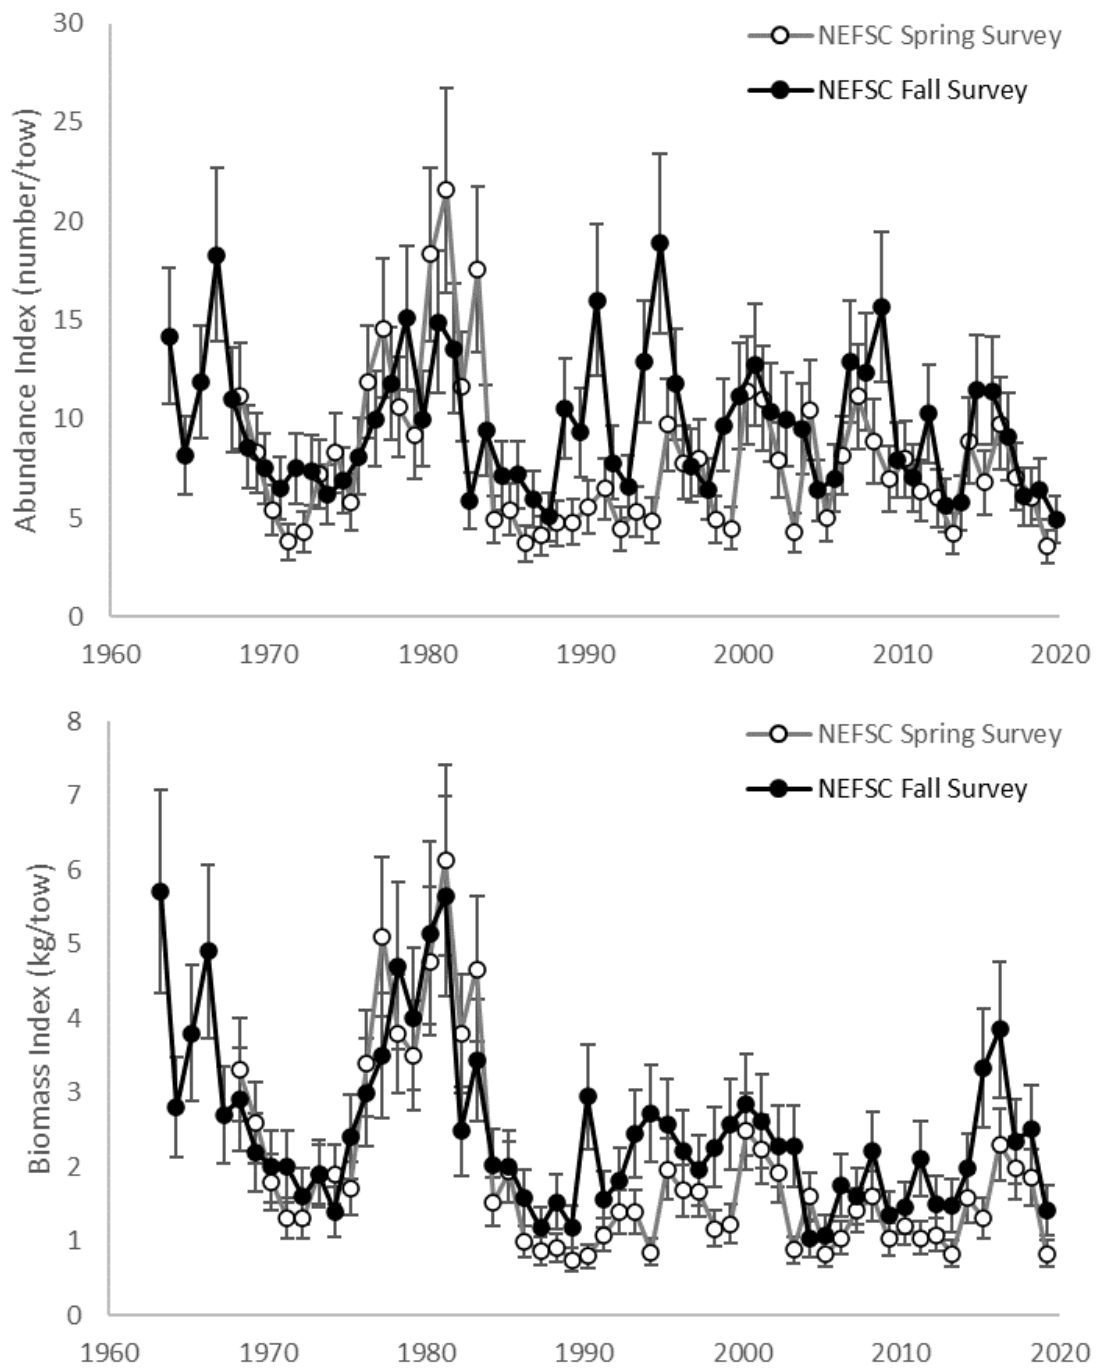 30
NEFSC Spring Survey
25
NEFSC Fall Survey
20
15
10
5
0
Abundance Index (number/tow)
1960 1970 1980 1990 2000 2010 2020
8
NEFSC Spring Survey
7
NEFSC Fall Survey
6
5
4
3
2
1
0
Biomass Index (kg/tow)
1960 1970 1980 1990 2000 2010 2020